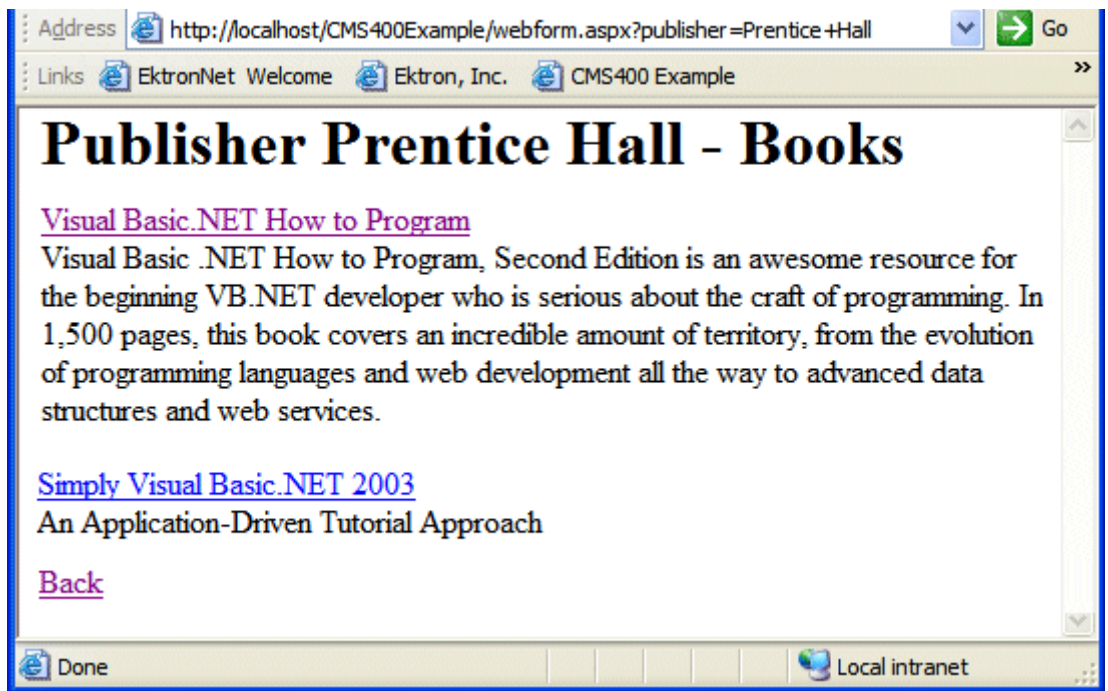 Address http://localhost/CMS400Example/webform.aspx?publisher=Prentice+Hall Go
Links EktronNet Welcome Ektron, Inc. CMS400 Example »
Publisher Prentice Hall - Books
Visual Basic.NET How to Program
Visual Basic .NET How to Program, Second Edition is an awesome resource for
the beginning VB.NET developer who is serious about the craft of programming. In
1,500 pages, this book covers an incredible amount of territory, from the evolution
of programming languages and web development all the way to advanced data
structures and web services.
Simply Visual Basic.NET 2003
An Application-Driven Tutorial Approach
Back
Done Local intranet